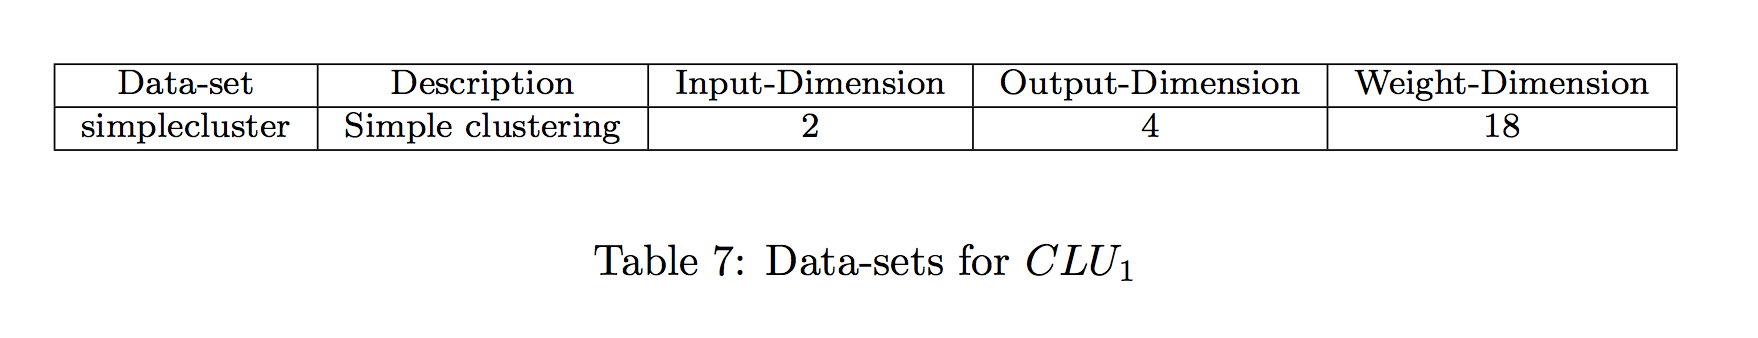 Data-set Description Input-Dimension Output-Dimension Weight-Dimension
simplecluster Simple clustering 2 4 18
Table 7: Data-sets for CLU₁